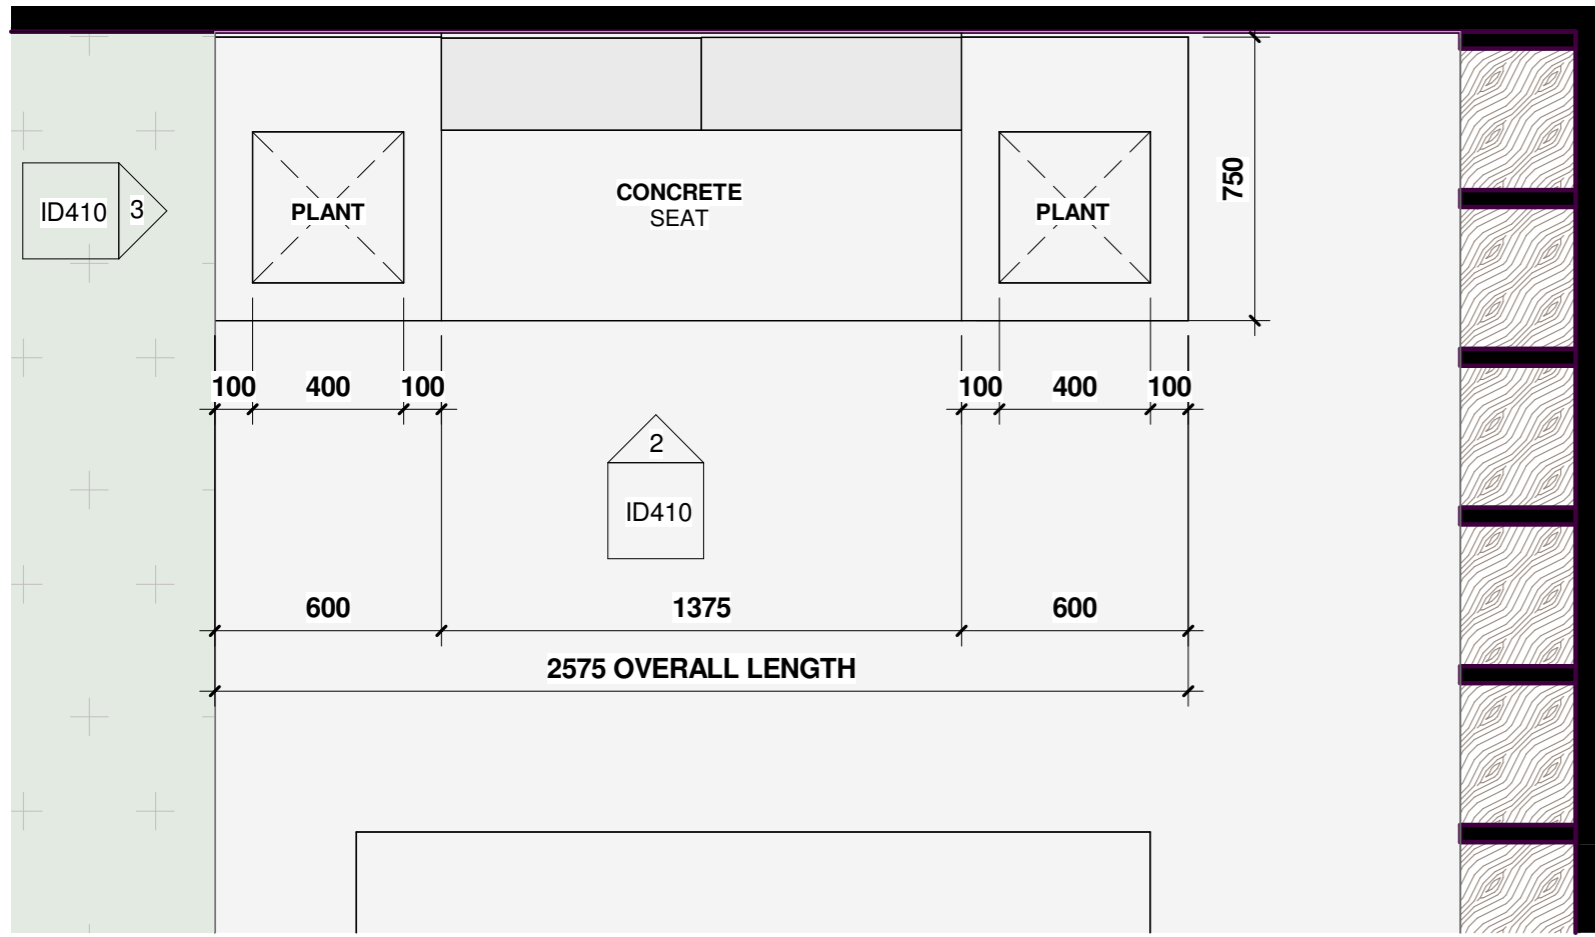 ID410
3
PLANT
CONCRETE
SEAT
PLANT
750
100 400 100
100 400 100
2
ID410
600
1375
600
2575 OVERALL LENGTH